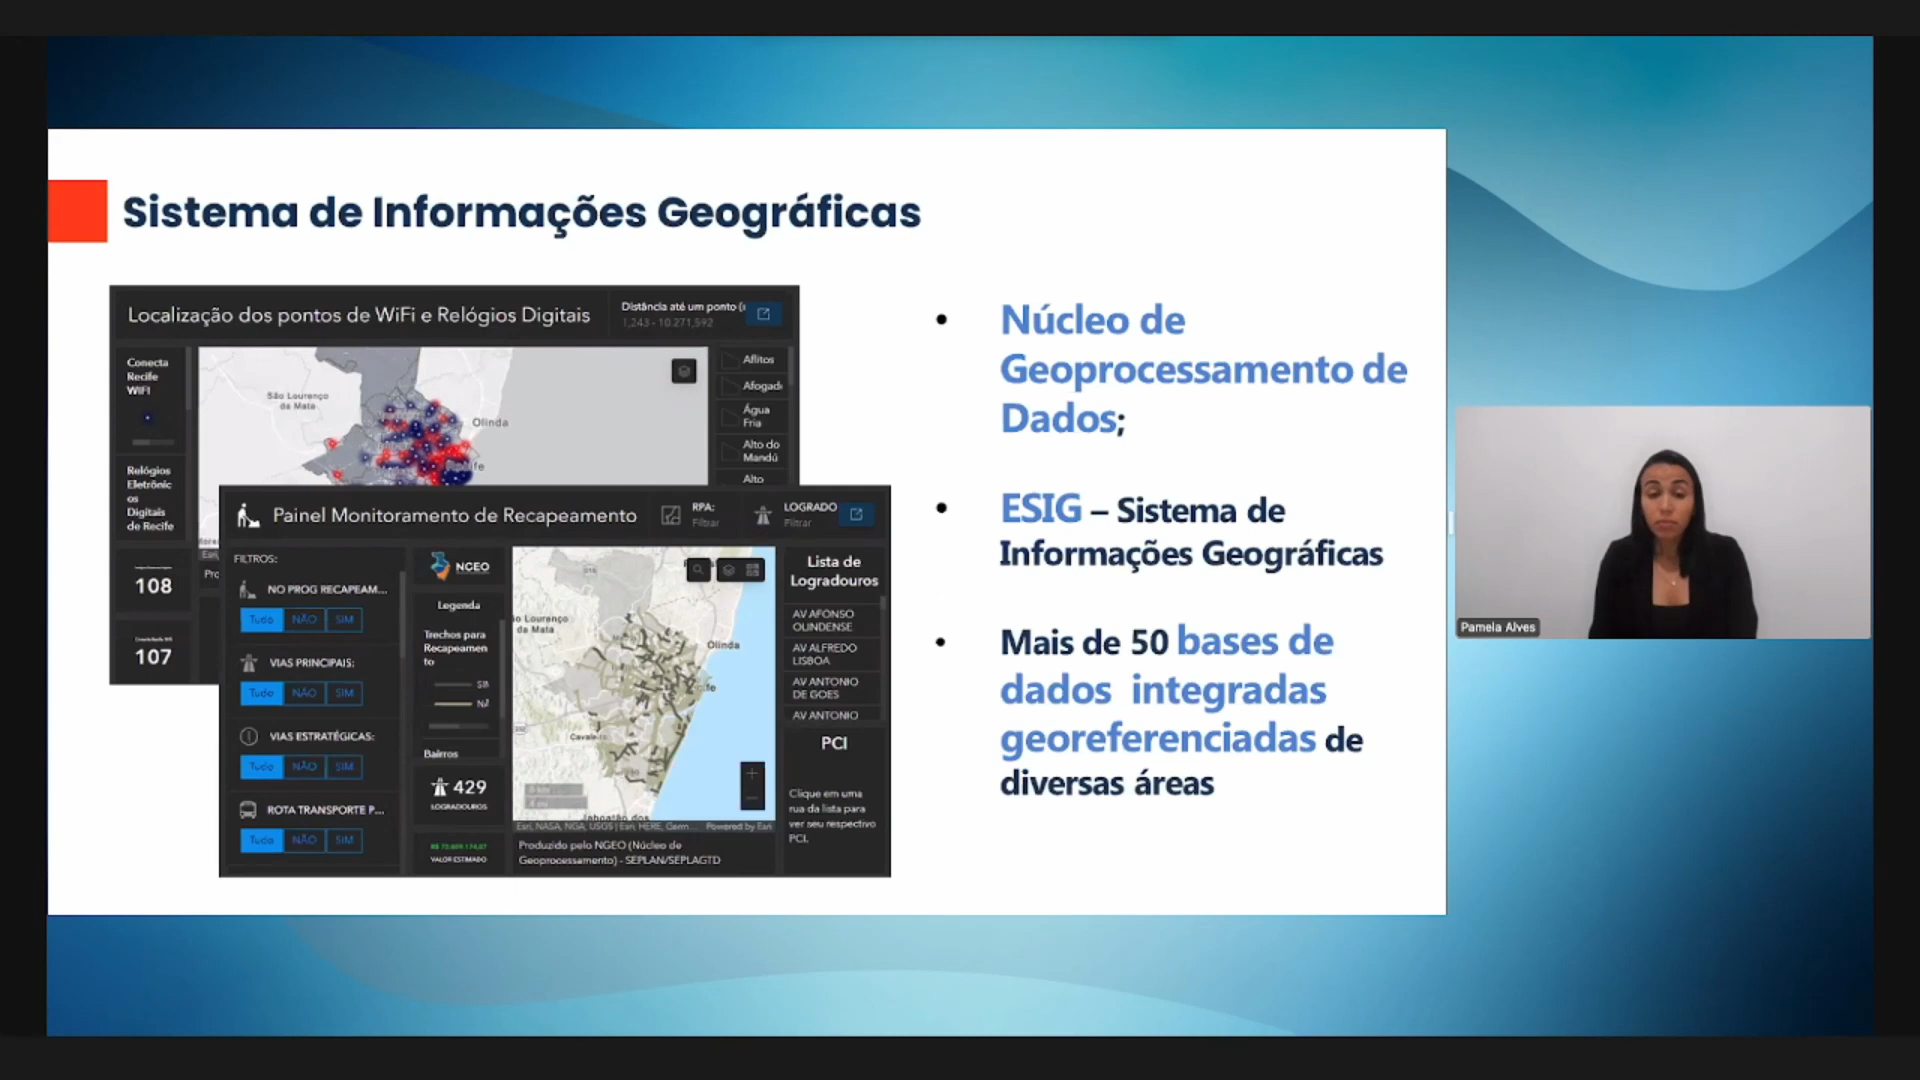 Sistema de Informações Geográficas
Localização dos pontos de WiFi e Relógios Digitais
Distância até um ponto
1,243 - 10.271,592
Conecta
Recife
WIFI
São Lourenço
da Mata
Olinda
Aflitos
Afogad
Água
Fria
Alto do
Mandú
Alto
Relógios
Eletrônic
os
Digitais
de Recife
108
107
Painel Monitoramento de Recapeamento
RPA:
Filtrar
LOGRADO
Filtrar
FILTROS:
NO PROG RECAPEAM...
Tudo NÃO SIM
VIAS PRINCIPAIS:
Tudo NÃO SIM
VIAS ESTRATÉGICAS:
Tudo NÃO SIM
ROTA TRANSPORTE P...
Tudo NÃO SIM
NGEO
Legenda
Trechos para
Recapeamen
to
Bairros
429
LOGRADOUROS
VALOR ESTIMADO
io Lourenço
da Mata
Olinda
Esri, NASA, NGA, USGS | Esri, HERE, Garm... Powered by Esri
Produzido pelo NGEO (Núcleo de
Geoprocessamento) - SEPLAN/SEPLAGTD
Lista de
Logradouros
AV AFONSO
OLINDENSE
AV ALFREDO
LISBOA
AV ANTONIO
DE GOES
AV ANTONIO
PCI
Clique em uma
rua da lista para
ver seu respectivo
PCI.
• Núcleo de
Geoprocessamento de
Dados;
• ESIG – Sistema de
Informações Geográficas
• Mais de 50 bases de
dados integradas
georeferenciadas de
diversas áreas
Pamela Alves